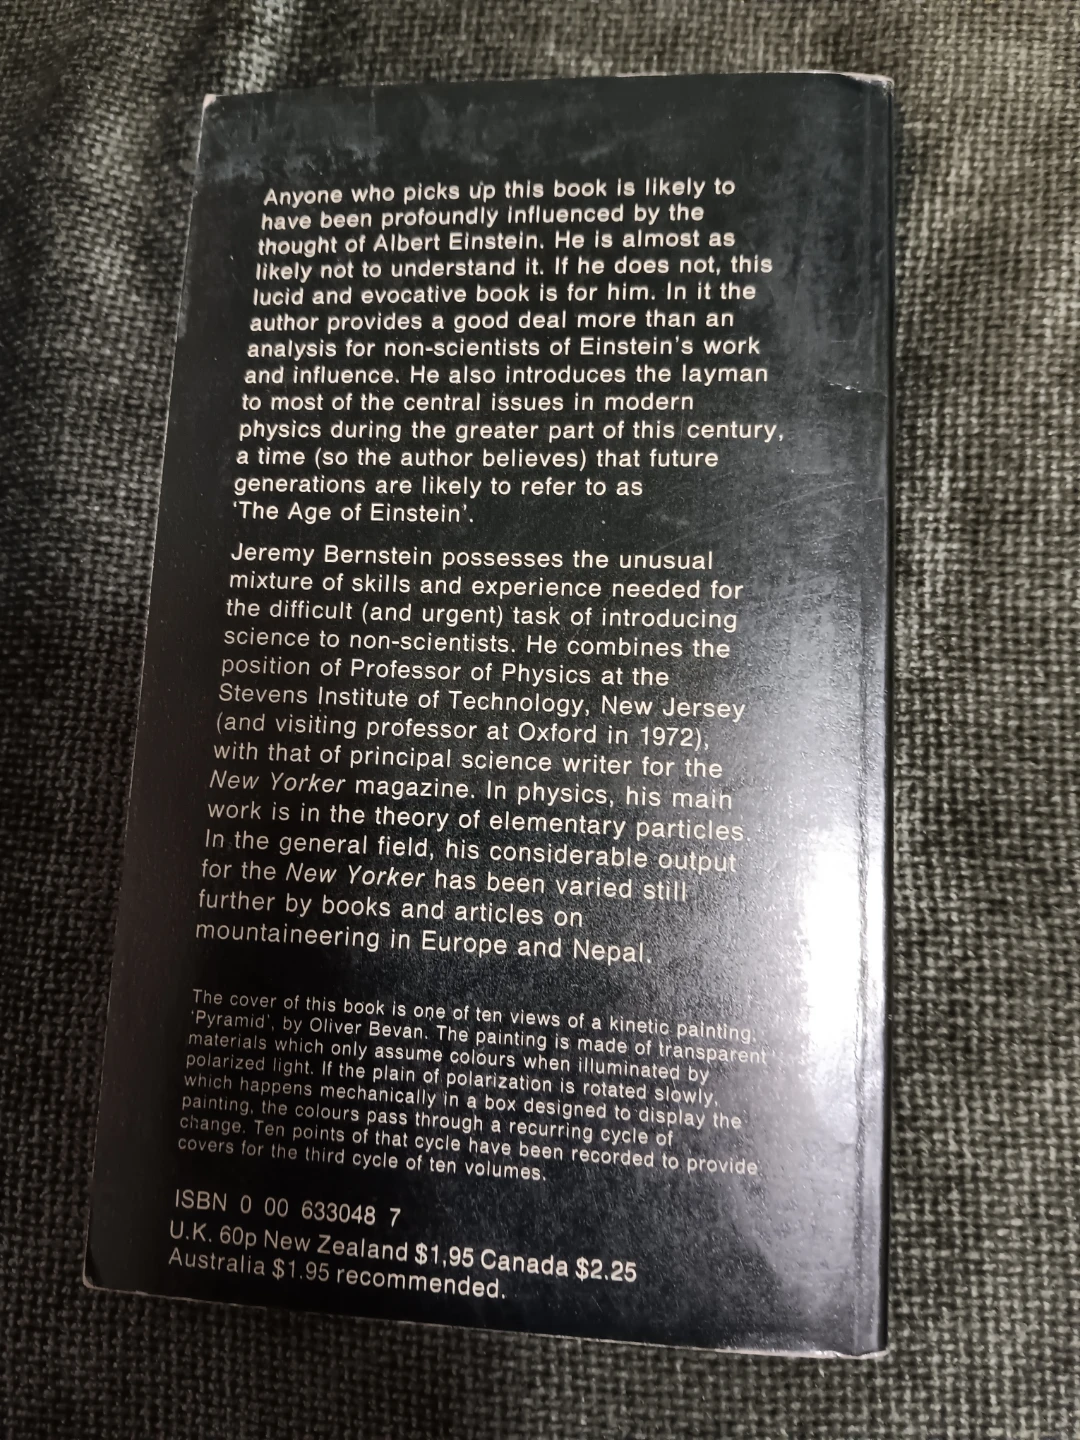 Anyone who picks up this book is likely to
have been profoundly influenced by the
thought of Albert Einstein. He is almost as
likely not to understand it. If he does not, this
lucid and evocative book is for him. In it the
author provides a good deal more than an
analysis for non-scientists of Einstein's work
and influence. He also introduces the layman
to most of the central issues in modern
physics during the greater part of this century,
a time (so the author believes) that future
generations are likely to refer to as
'The Age of Einstein'.
Jeremy Bernstein possesses the unusual
mixture of skills and experience needed for
the difficult (and urgent) task of introducing
science to non-scientists. He combines the
position of Professor of Physics at the
Stevens Institute of Technology, New Jersey
(and visiting professor at Oxford in 1972),
with that of principal science writer for the
New Yorker magazine. In physics, his main
work is in the theory of elementary particles.
In the general field, his considerable output
for the New Yorker has been varied still
further by books and articles on
mountaineering in Europe and Nepal.
The cover of this book is one of ten views of a kinetic painting,
'Pyramid', by Oliver Bevan. The painting is made of transparent
materials which only assume colours when illuminated by
polarized light. If the plain of polarization is rotated slowly,
which happens mechanically in a box designed to display the
painting, the colours pass through a recurring cycle of
change. Ten points of that cycle have been recorded to provide
covers for the third cycle of ten volumes.
ISBN 0 00 633048 7
U.K. 60p New Zealand $1,95 Canada $2.25
Australia $1.95 recommended.